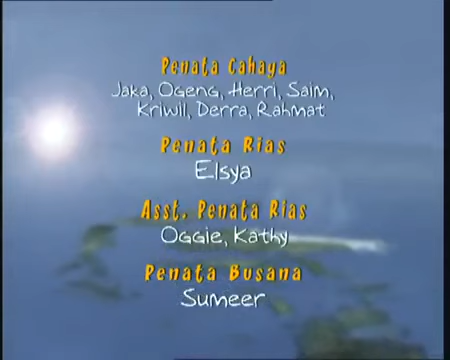 Penata Cahaya
Jaka, Ogeng, Herri, Saim,
Kriwil, Derra, Rahmat
Penata Rias
Elsya
Asst. Penata Rias
Oggie, Kathy
Penata Busana
Sumeer